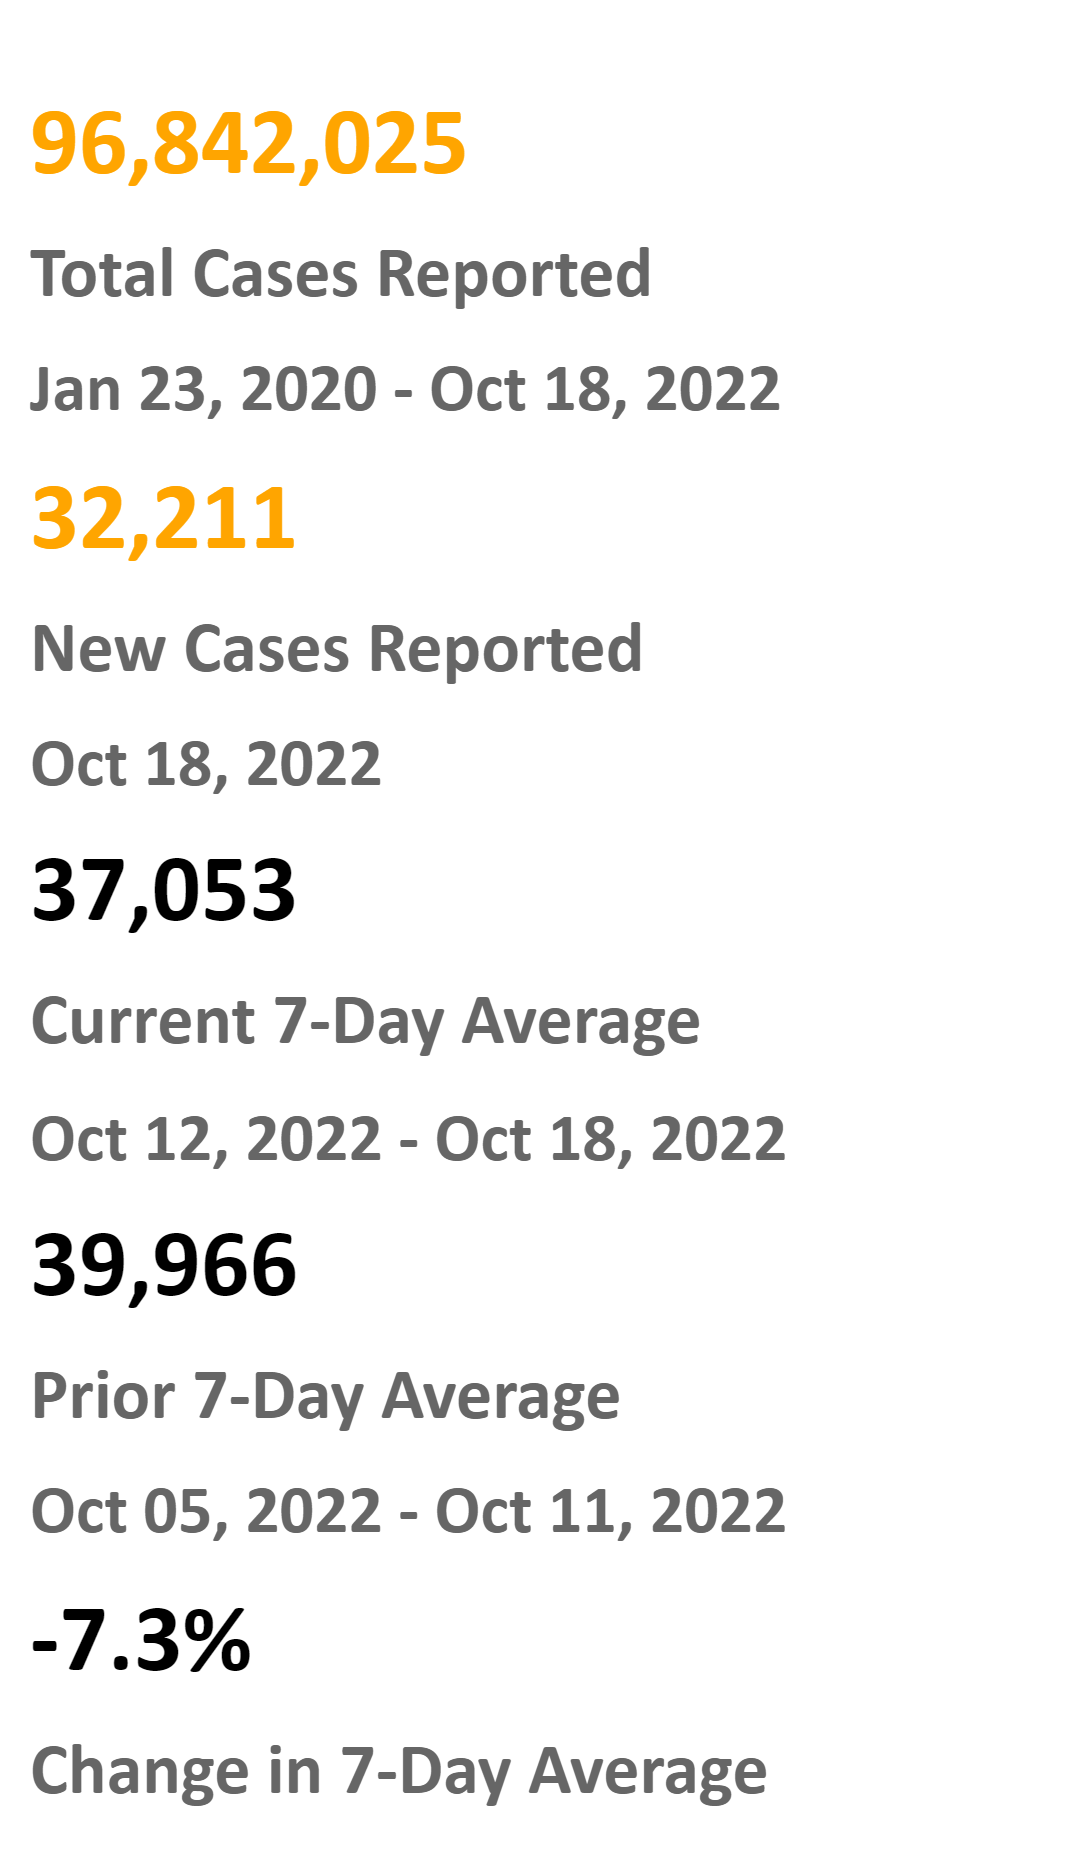 96,842,025
Total Cases Reported
Jan 23, 2020 - Oct 18, 2022
32,211
New Cases Reported
Oct 18, 2022
37,053
Current 7-Day Average
Oct 12, 2022 - Oct 18, 2022
39,966
Prior 7-Day Average
Oct 05, 2022 - Oct 11, 2022
-7.3%
Change in 7-Day Average